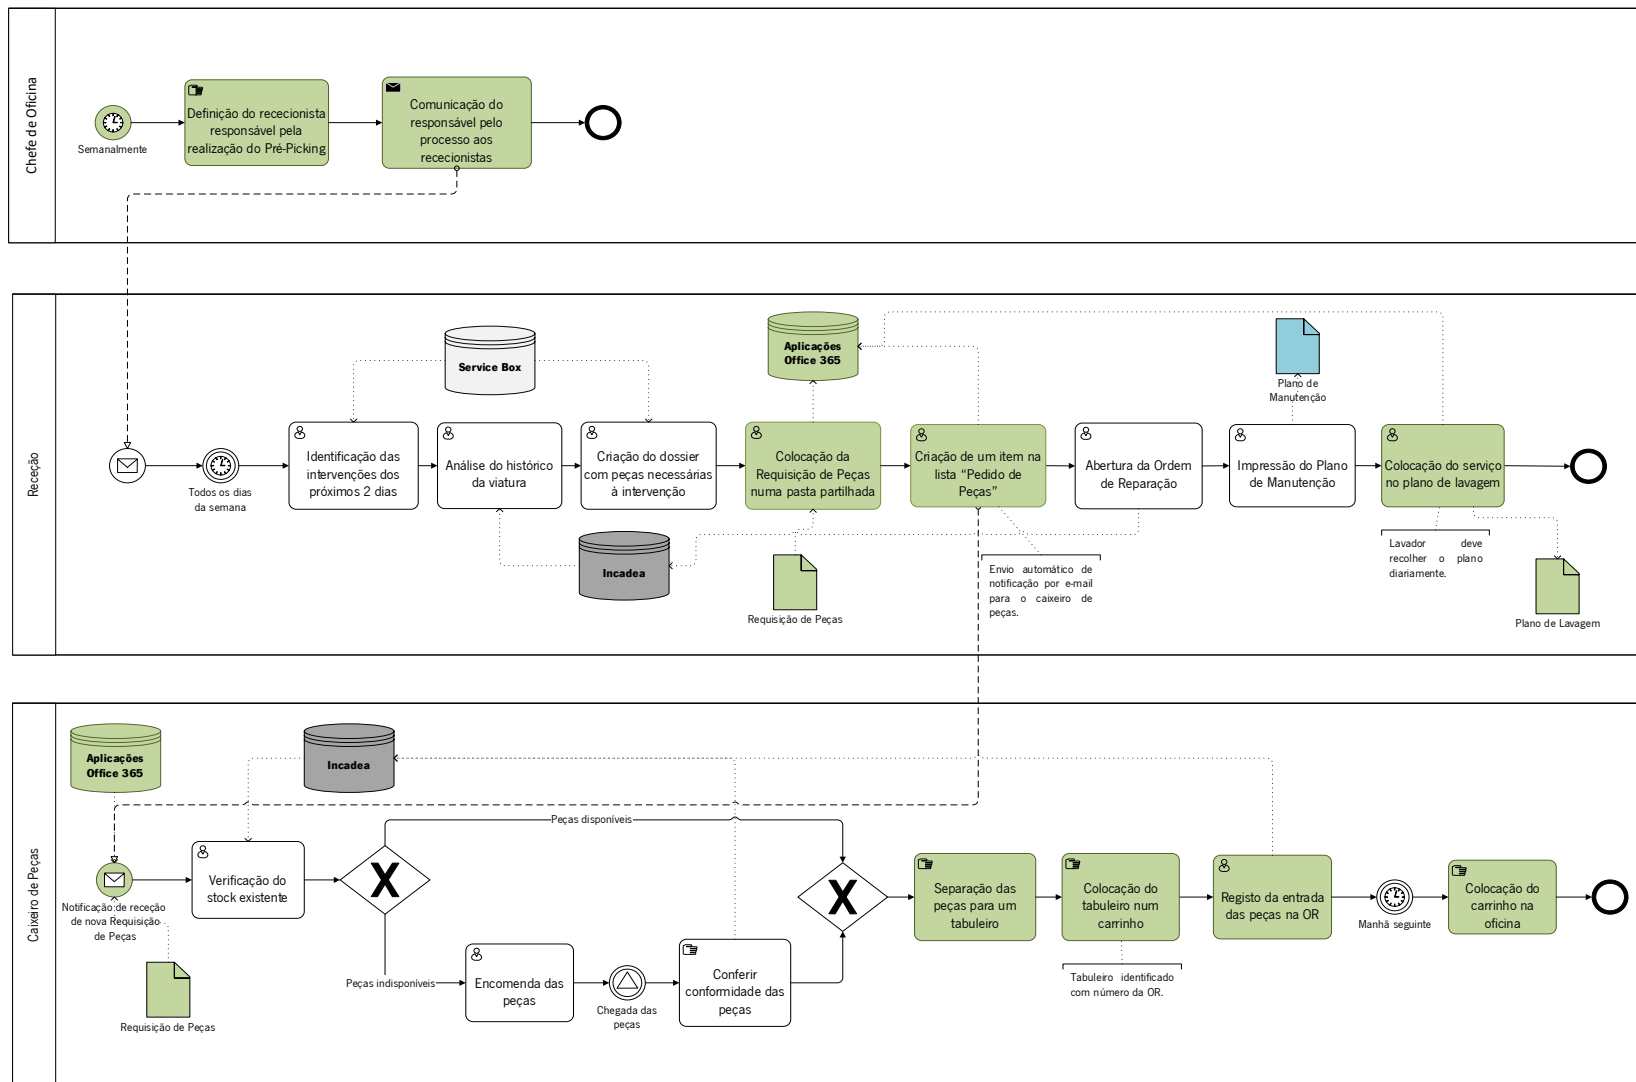 Chefe de Oficina
Semanalmente
Definição do rececionista
responsável pela
realização do Pré-Picking
Comunicação do
responsável pelo
processo aos
rececionistas
Receção
Service Box
Aplicações
Office 365
Plano de
Manutenção
Todos os dias
da semana
Identificação das
intervenções dos
próximos 2 dias
Análise do histórico
da viatura
Criação do dossier
com peças necessárias
à intervenção
Colocação da
Requisição de Peças
numa pasta partilhada
Criação de um item na
lista “Pedido de
Peças”
Abertura da Ordem
de Reparação
Impressão do Plano
de Manutenção
Colocação do serviço
no plano de lavagem
Incadea
Requisição de Peças
Envio automático de
notificação por e-mail
para o caixeiro de
peças.
Lavador deve
recolher o plano
diariamente.
Plano de Lavagem
Caixeiro de Peças
Aplicações
Office 365
Incadea
Notificação de receção
de nova Requisição
de Peças
Requisição de Peças
Verificação do
stock existente
Peças disponíveis
Peças indisponíveis
Encomenda das
peças
Chegada das
peças
Conferir
conformidade das
peças
Separação das
peças para um
tabuleiro
Colocação do
tabuleiro num
carrinho
Tabuleiro identificado
com número da OR.
Registo da entrada
das peças na OR
Manhã seguinte
Colocação do
carrinho na
oficina